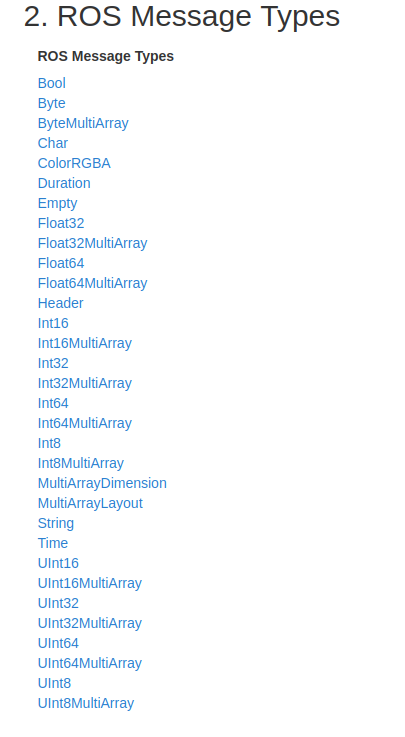 2. ROS Message Types
ROS Message Types
Bool
Byte
ByteMultiArray
Char
ColorRGBA
Duration
Empty
Float32
Float32MultiArray
Float64
Float64MultiArray
Header
Int16
Int16MultiArray
Int32
Int32MultiArray
Int64
Int64MultiArray
Int8
Int8MultiArray
MultiArrayDimension
MultiArrayLayout
String
Time
UInt16
UInt16MultiArray
UInt32
UInt32MultiArray
UInt64
UInt64MultiArray
UInt8
UInt8MultiArray